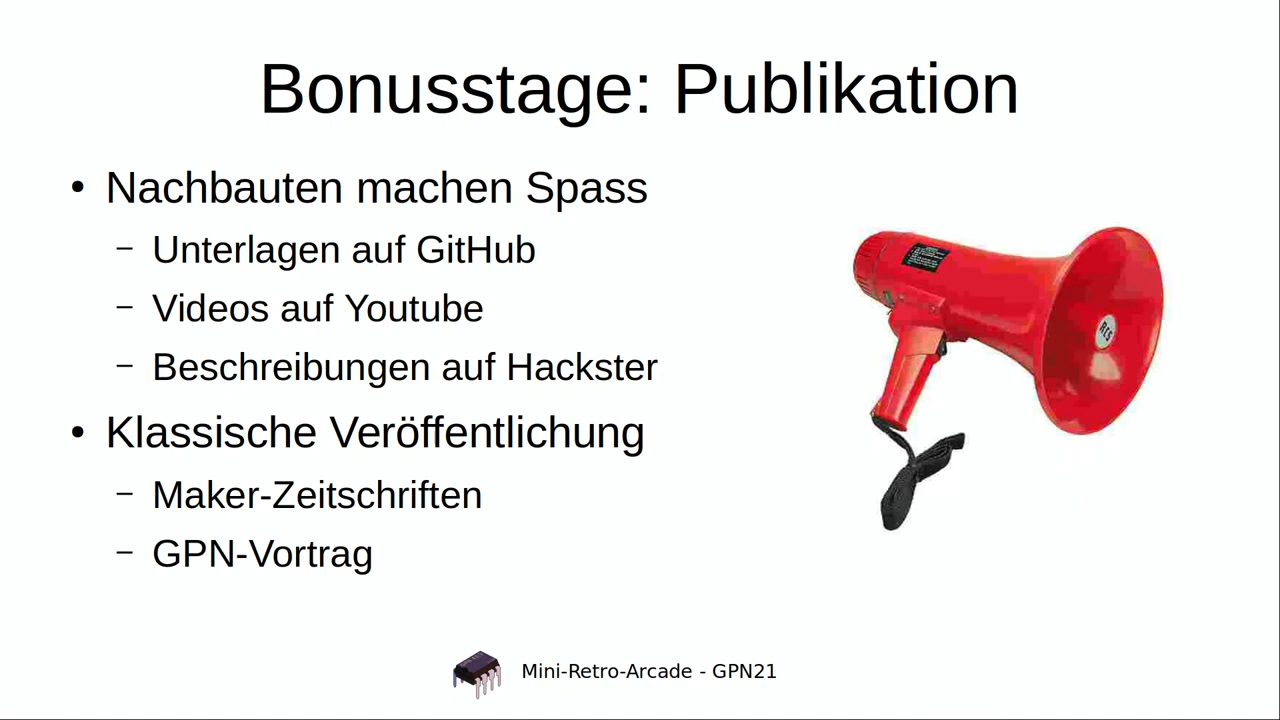 Bonusstage: Publikation
• Nachbauten machen Spass
– Unterlagen auf GitHub
– Videos auf Youtube
– Beschreibungen auf Hackster
• Klassische Veröffentlichung
– Maker-Zeitschriften
– GPN-Vortrag
RES
Mini-Retro-Arcade - GPN21